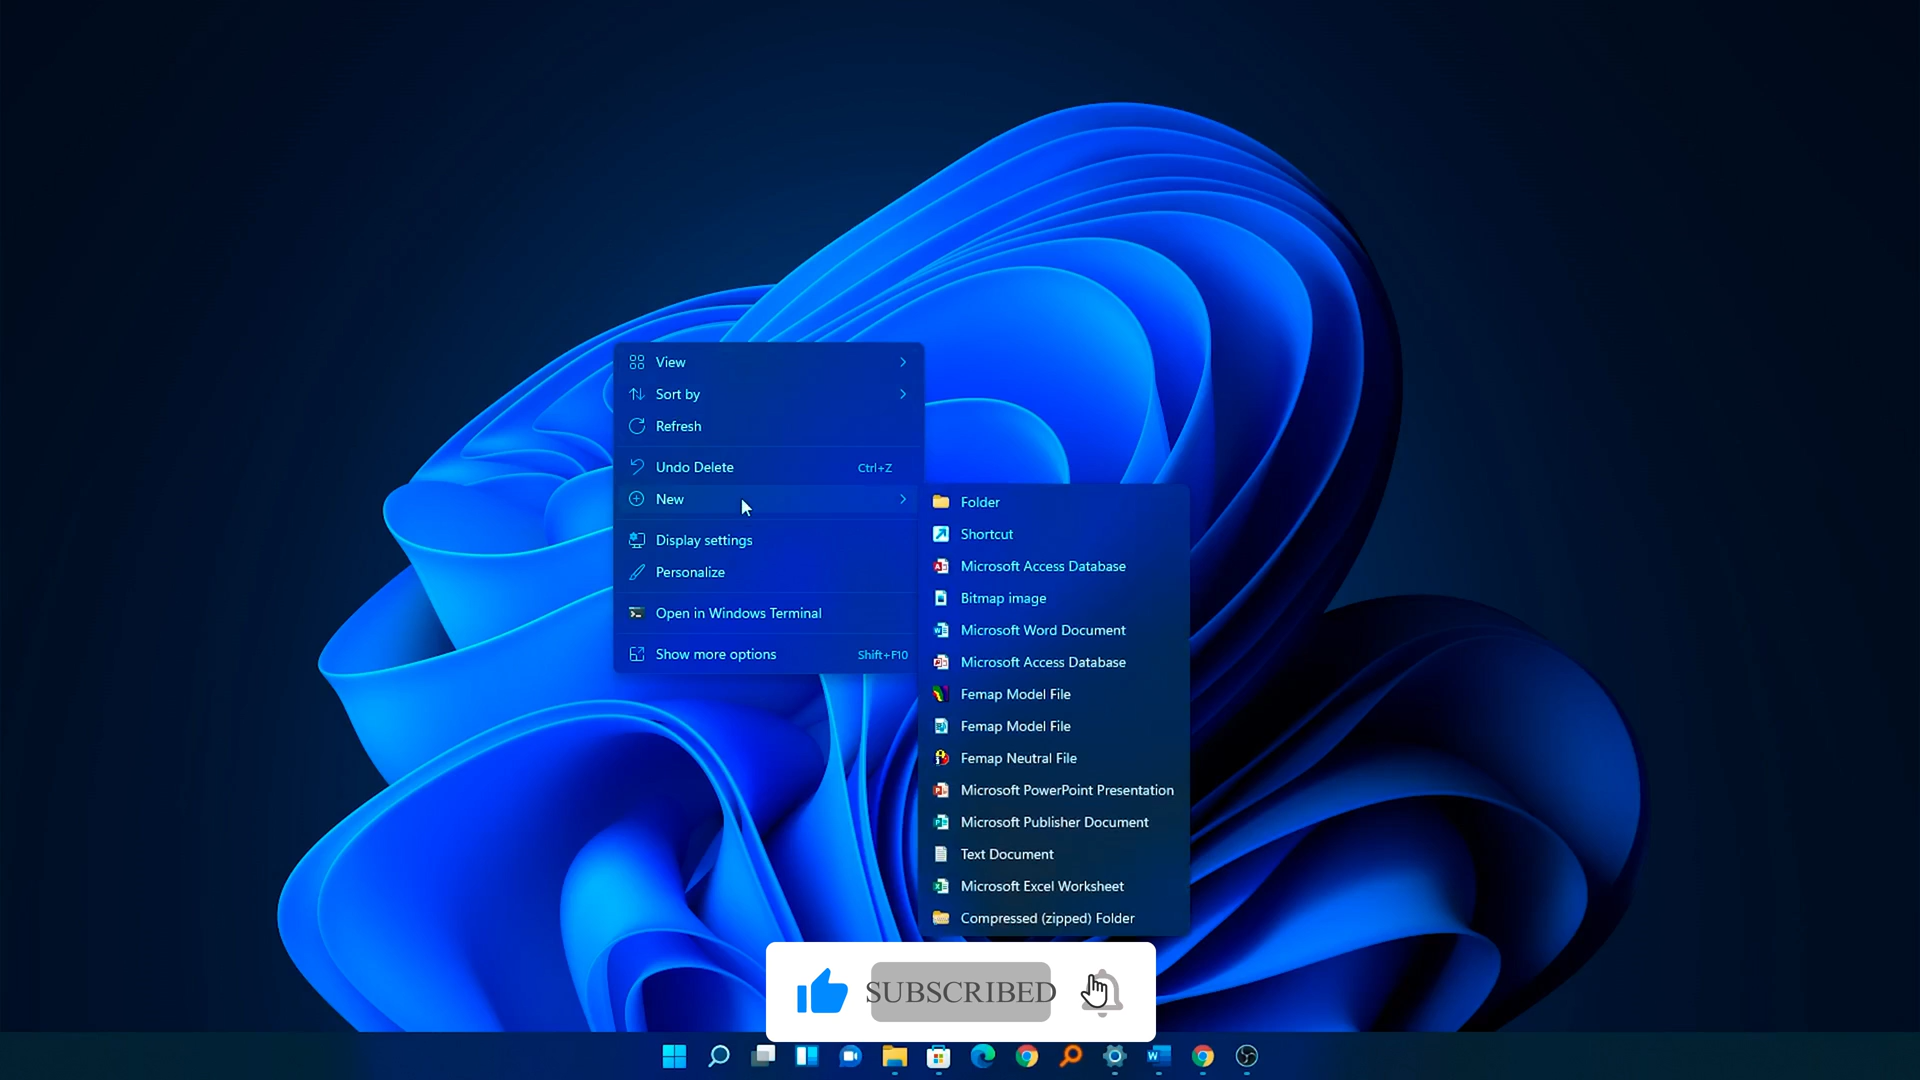 View
Sort by
Refresh
Undo Delete Ctrl+Z
New
Display settings
Personalize
Open in Windows Terminal
Show more options Shift+F10
Folder
Shortcut
Microsoft Access Database
Bitmap image
Microsoft Word Document
Microsoft Access Database
Femap Model File
Femap Model File
Femap Neutral File
Microsoft PowerPoint Presentation
Microsoft Publisher Document
Text Document
Microsoft Excel Worksheet
Compressed (zipped) Folder
SUBSCRIBED